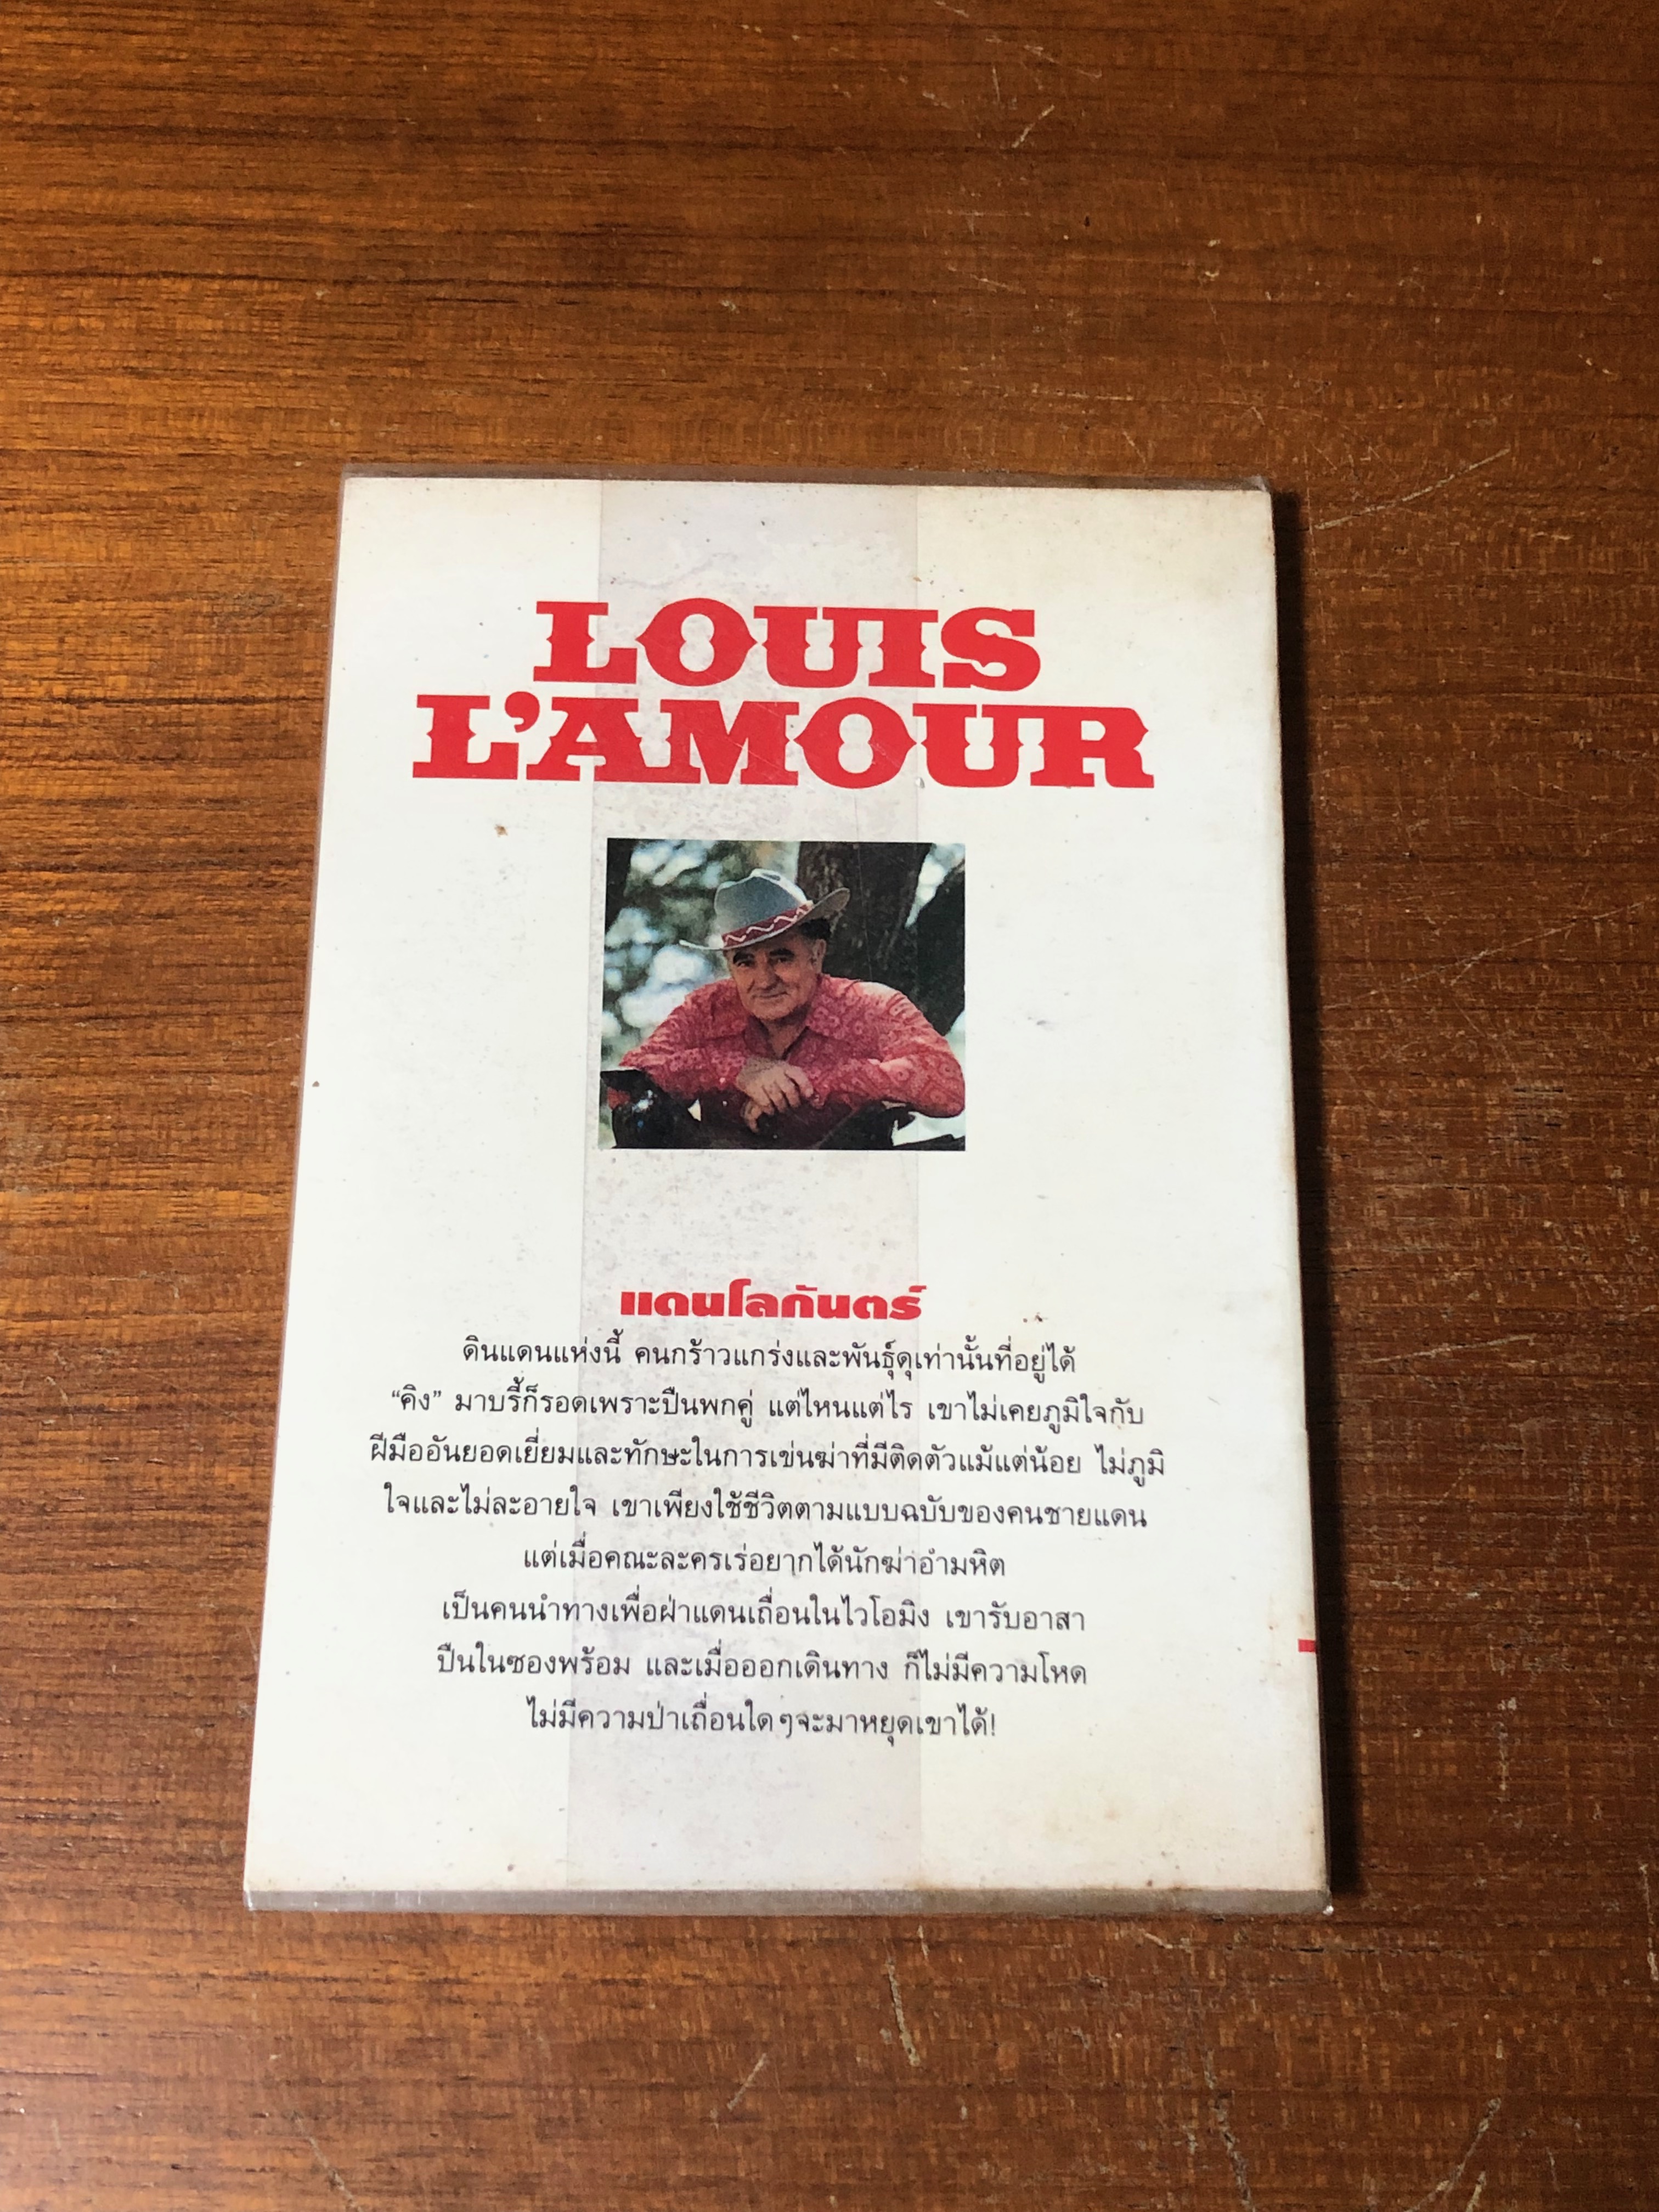 LOUIS
L'AMOUR
แดนโลกันตร์
ดินแดนแห่งนี้ คนกร้าวแกร่งและพันธุ์ดุเท่านั้นที่อยู่ได้
“คิง” มาบรี้ก็รอดเพราะปืนพกคู่ แต่ไหนแต่ไร เขาไม่เคยภูมิใจกับ
ฝีมืออันยอดเยี่ยมและทักษะในการเข่นฆ่าที่มีติดตัวแม้แต่น้อย ไม่ภูมิ
ใจและไม่ละอายใจ เขาเพียงใช้ชีวิตตามแบบฉบับของคนชายแดน
แต่เมื่อคณะละครเร่อยากได้นักฆ่าอำมหิต
เป็นคนนำทางเพื่อฝ่าแดนเถื่อนในไวโอมิง เขารับอาสา
ปืนในซองพร้อม และเมื่อออกเดินทาง ก็ไม่มีความโหด
ไม่มีความป่าเถื่อนใดๆจะมาหยุดเขาได้!